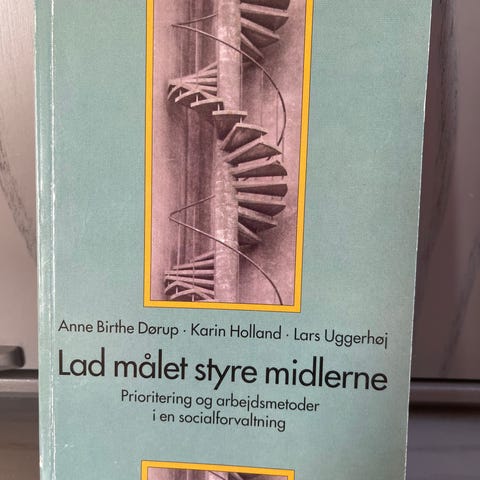 Anne Birthe Dørup · Karin Holland · Lars Uggerhøj
Lad målet styre midlerne
Prioritering og arbejdsmetoder
i en socialforvaltning